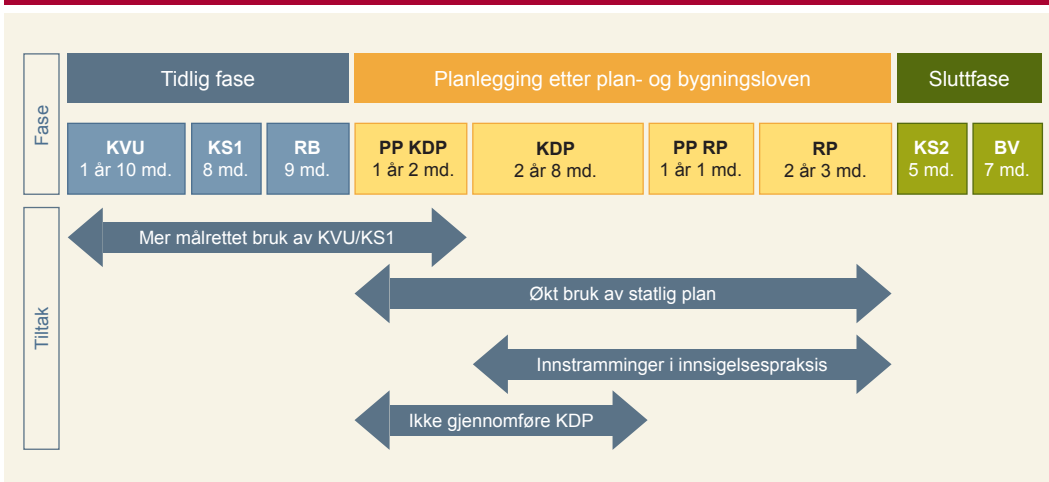 Fase
Tidlig fase
Planlegging etter plan- og bygningsloven
Sluttfase
KVU
1 år 10 md.
KS1
8 md.
RB
9 md.
PP KDP
1 år 2 md.
KDP
2 år 8 md.
PP RP
1 år 1 md.
RP
2 år 3 md.
KS2
5 md.
BV
7 md.
Tiltak
Mer målrettet bruk av KVU/KS1
Økt bruk av statlig plan
Innstramminger i innsigelsespraksis
Ikke gjennomføre KDP